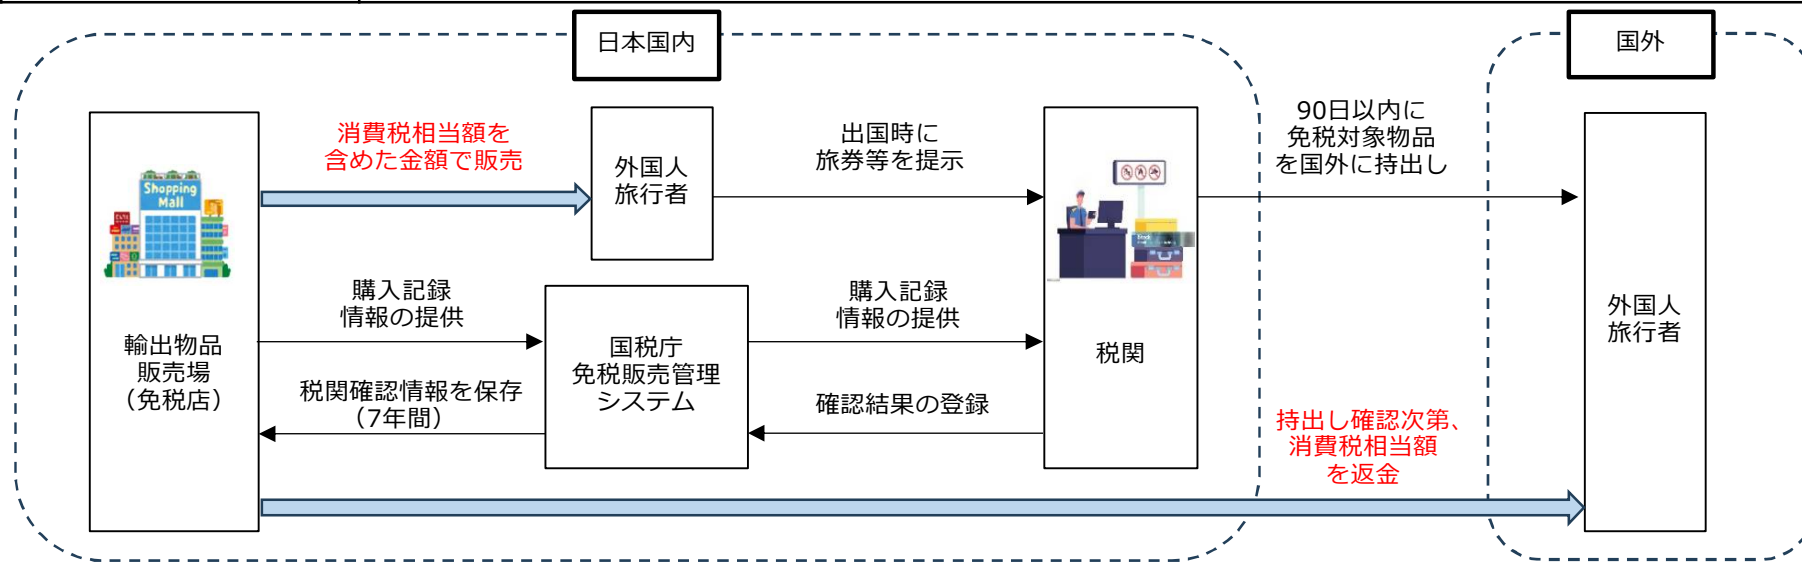 日本国内
国外
消費税相当額を
含めた金額で販売
外国人
旅行者
出国時に
旅券等を提示
90日以内に
免税対象物品
を国外に持出し
Shopping
Mall
購入記録
情報の提供
購入記録
情報の提供
輸出物品
販売場
（免税店）
国税庁
免税販売管理
システム
税関
外国人
旅行者
税関確認情報を保存
（7年間）
確認結果の登録
持出し確認次第、
消費税相当額
を返金